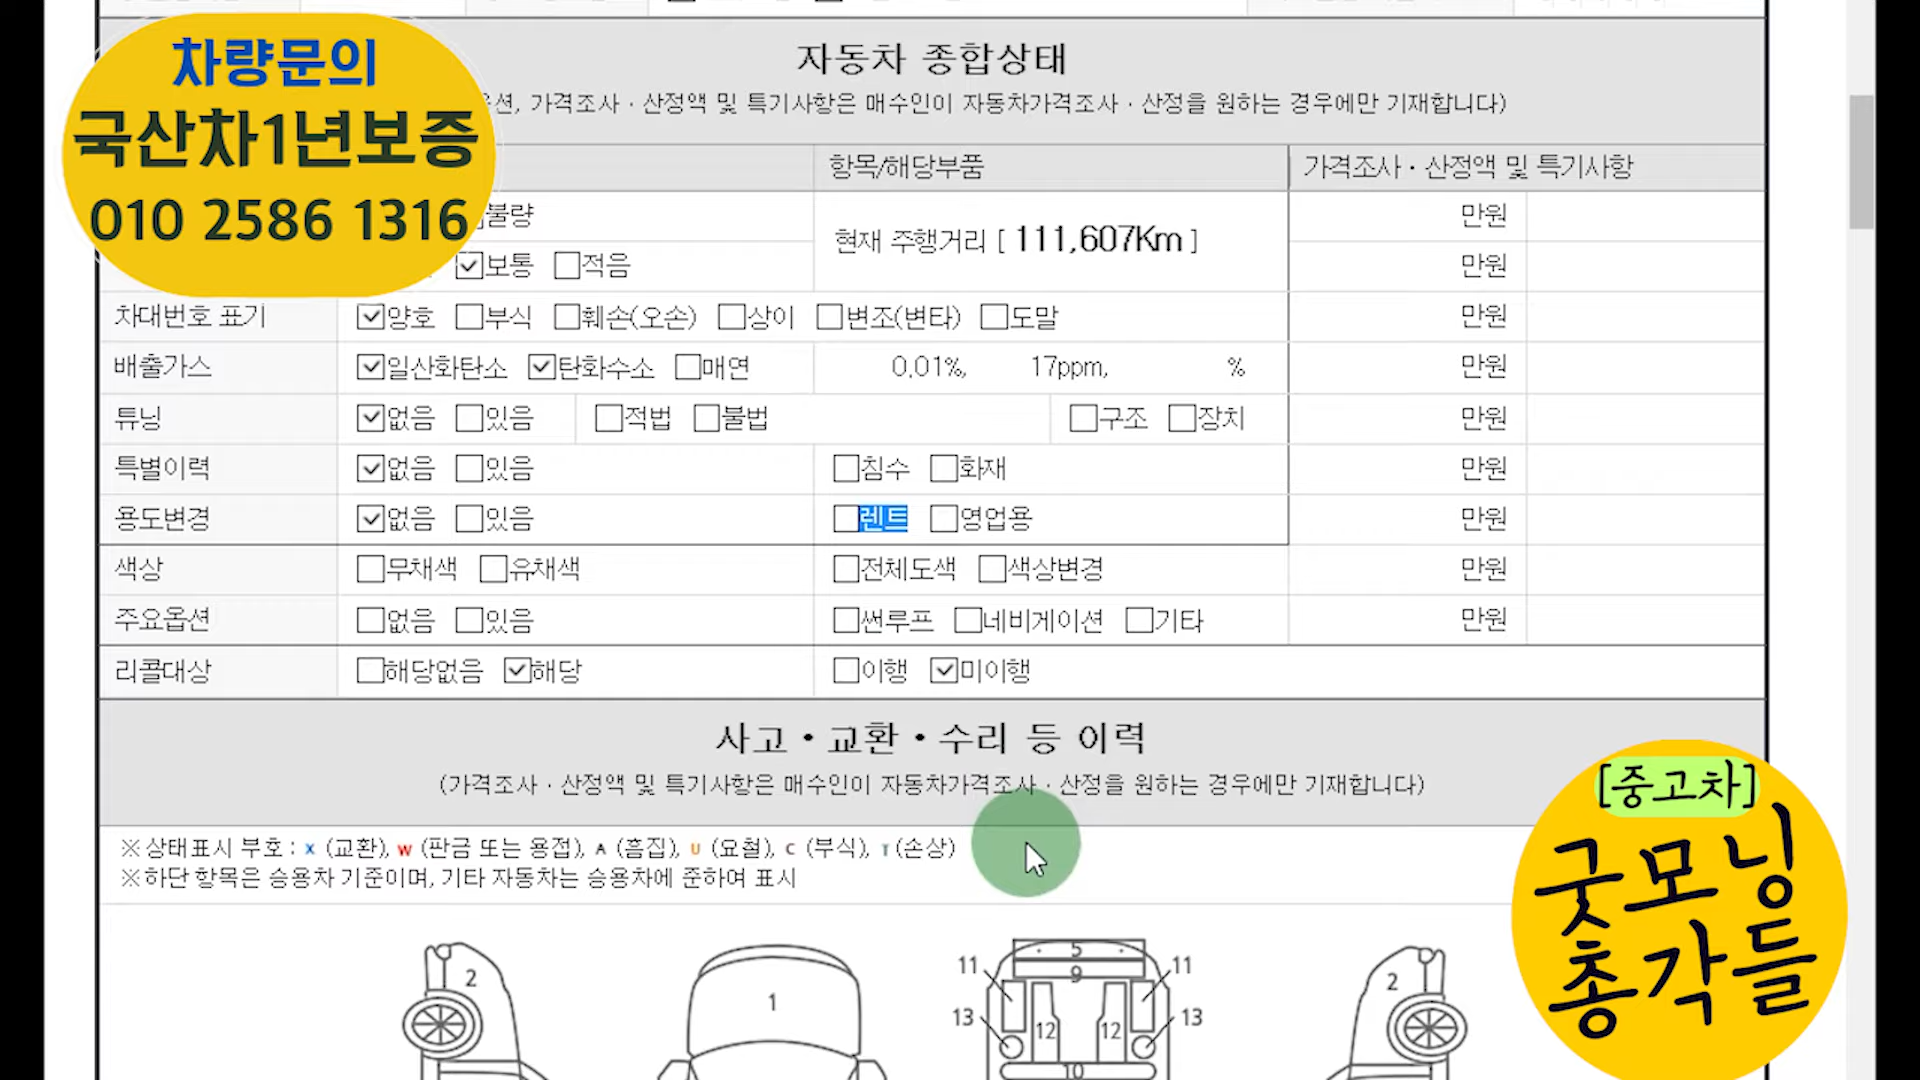 차량문의
국산차1년보증
010 2586 1316
자동차 종합상태
션, 가격조사 · 산정액 및 특기사항은 매수인이 자동차가격조사 · 산정을 원하는 경우에만 기재합니다)
항목/해당부품 가격조사 · 산정액 및 특기사항
불량 현재 주행거리 [ 111,607Km ] 만원
보통 적음 만원
차대번호 표기 양호 부식 훼손(오손) 상이 변조(변타) 도말 만원
배출가스 일산화탄소 탄화수소 매연 0.01%, 17ppm, % 만원
튜닝 없음 있음 적법 불법 구조 장치 만원
특별이력 없음 있음 침수 화재 만원
용도변경 없음 있음 렌트 영업용 만원
색상 무채색 유채색 전체도색 색상변경 만원
주요옵션 없음 있음 썬루프 네비게이션 기타 만원
리콜대상 해당없음 해당 이행 미이행
사고 • 교환 • 수리 등 이력
(가격조사 · 산정액 및 특기사항은 매수인이 자동차가격조사 · 산정을 원하는 경우에만 기재합니다)
※ 상태표시 부호 : X (교환), W (판금 또는 용접), A (흠집), U (요철), C (부식), T (손상)
※ 하단 항목은 승용차 기준이며, 기타 자동차는 승용차에 준하여 표시
2 1 5 9 11 11 13 12 12 13 10 2
[중고차]
굿모닝
총각들